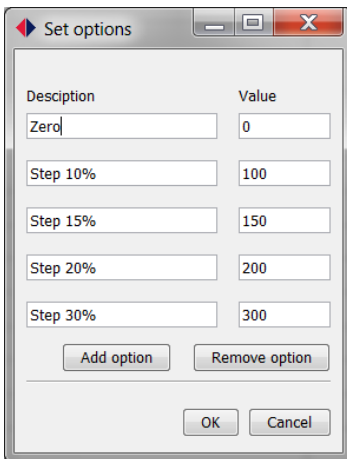 Set options
Desciption Value
Zero 0
Step 10% 100
Step 15% 150
Step 20% 200
Step 30% 300
Add option Remove option
OK Cancel